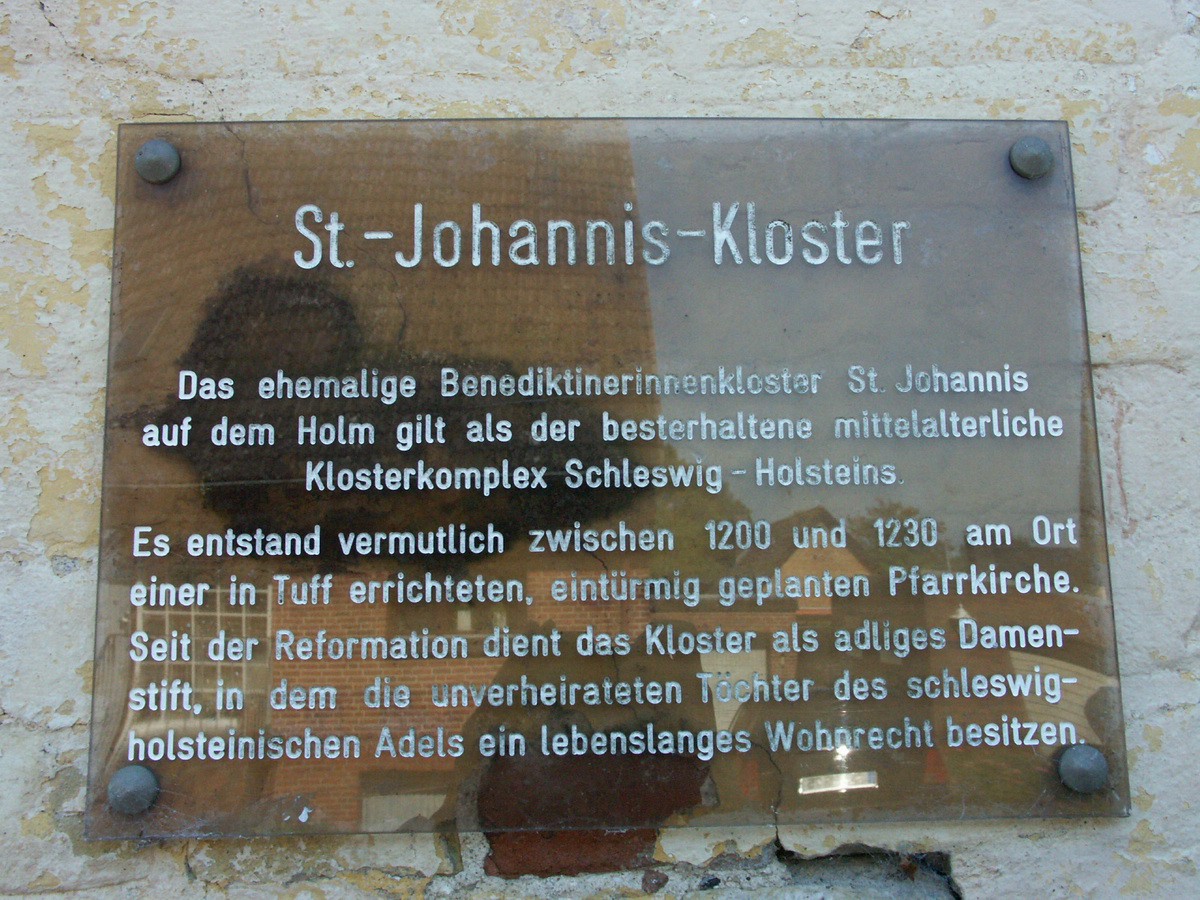 St.-Johannis-Kloster
Das ehemalige Benediktinerinnenkloster St. Johannis
auf dem Holm gilt als der besterhaltene mittelalterliche
Klosterkomplex Schleswig-Holsteins.
Es entstand vermutlich zwischen 1200 und 1230 am Ort
einer in Tuff errichteten, eintürmig geplanten Pfarrkirche.
Seit der Reformation dient das Kloster als adliges Damen-
stift, in dem die unverheirateten Töchter des schleswig-
holsteinischen Adels ein lebenslanges Wohnrecht besitzen.